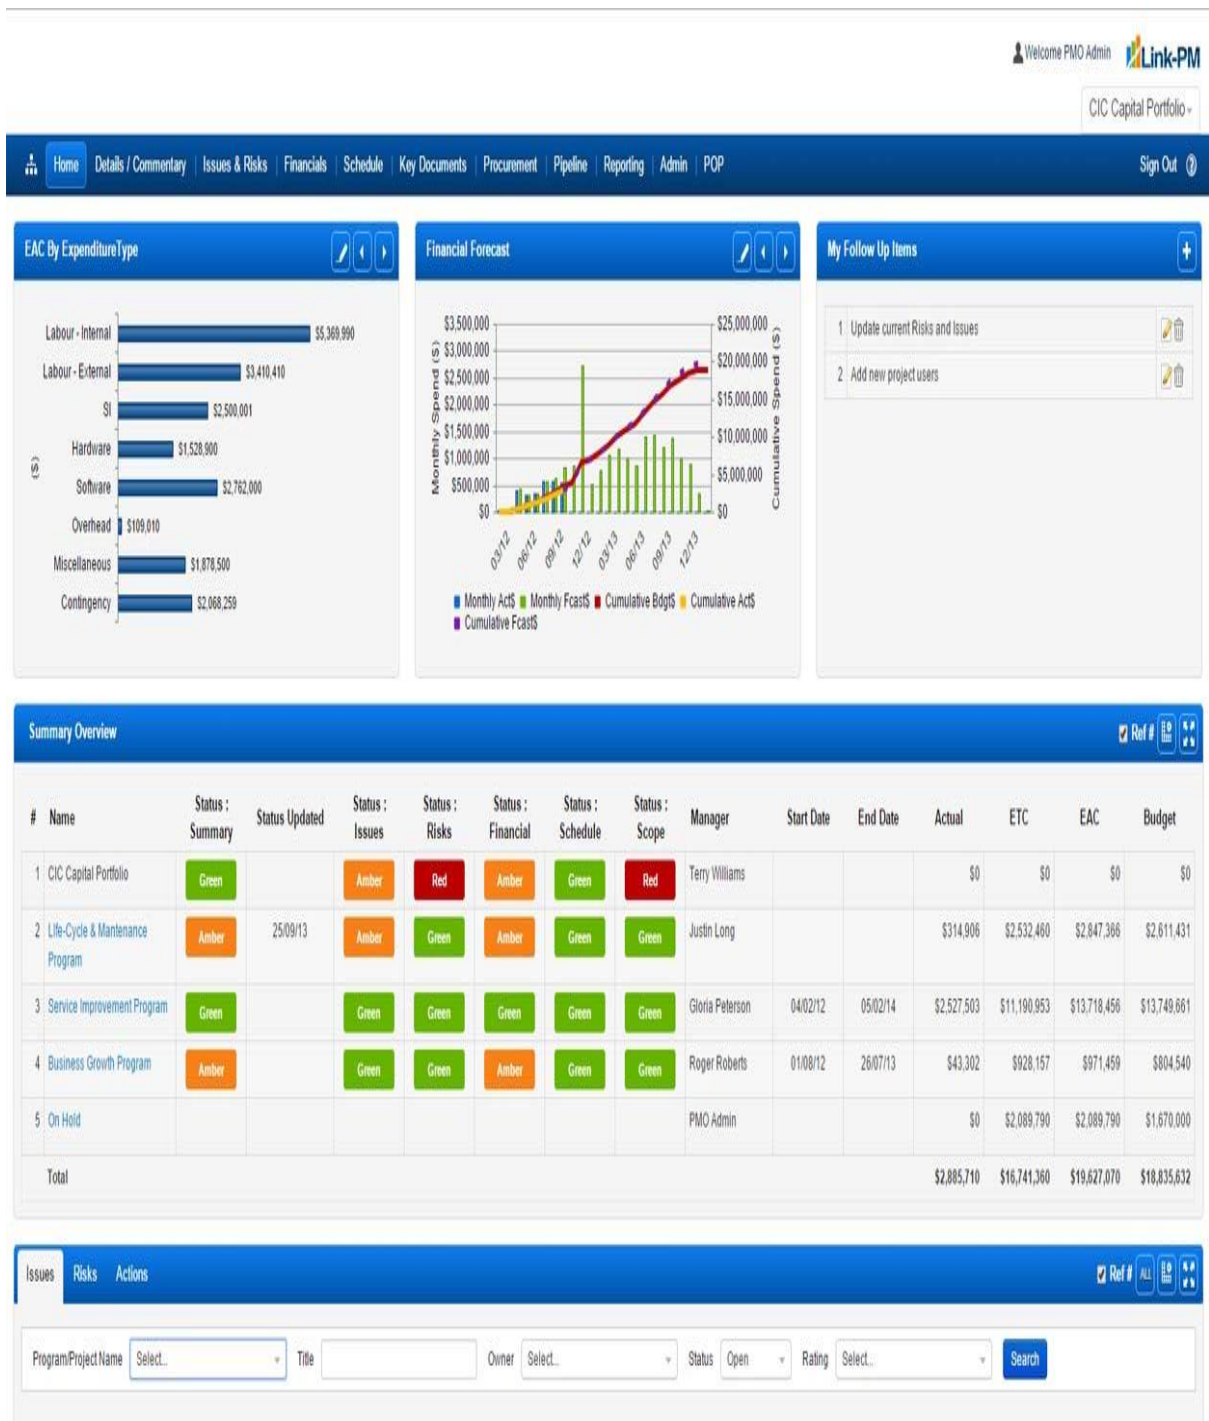 Welcome PMO Admin
Link-PM
CIC Capital Portfolio
Home Details / Commentary Issues & Risks Financials Schedule Key Documents Procurement Pipeline Reporting Admin POP Sign Out ?
EAC By ExpenditureType
Labour - Internal $5,369,990
Labour - External $3,410,410
SI $2,500,001
Hardware $1,528,900
Software $2,762,000
Overhead $109,010
Miscellaneous $1,878,500
Contingency $2,068,259
($)
Financial Forecast
Monthly Spend ($)
$3,500,000
$3,000,000
$2,500,000
$2,000,000
$1,500,000
$1,000,000
$500,000
$0
$25,000,000
$20,000,000
$15,000,000
$10,000,000
$5,000,000
$0
Cumulative Spend ($)
03/12 06/12 09/12 12/12 03/13 06/13 09/13 12/13
Monthly Act$ Monthly Fcast$ Cumulative Bdgt$ Cumulative Act$
Cumulative Fcast$
My Follow Up Items
1 Update current Risks and Issues
2 Add new project users
Summary Overview Ref #
# Name Status : Summary Status Updated Status : Issues Status : Risks Status : Financial Status : Schedule Status : Scope Manager Start Date End Date Actual ETC EAC Budget
1 CIC Capital Portfolio Green Amber Red Amber Green Red Terry Williams $0 $0 $0 $0
2 Life-Cycle & Mantenance Amber 25/09/13 Amber Green Amber Green Green Justin Long $314,906 $2,532,460 $2,847,366 $2,611,431
Program
3 Service Improvement Program Green Green Green Green Green Green Gloria Peterson 04/02/12 05/02/14 $2,527,503 $11,190,953 $13,718,456 $13,749,661
4 Business Growth Program Amber Green Green Amber Green Green Roger Roberts 01/08/12 26/07/13 $43,302 $928,157 $971,459 $804,540
5 On Hold PMO Admin $0 $2,089,790 $2,089,790 $1,670,000
Total $2,885,710 $16,741,360 $19,627,070 $18,835,632
Issues Risks Actions Ref # ALL
Program/Project Name Select... Title Owner Select... Status Open Rating Select... Search